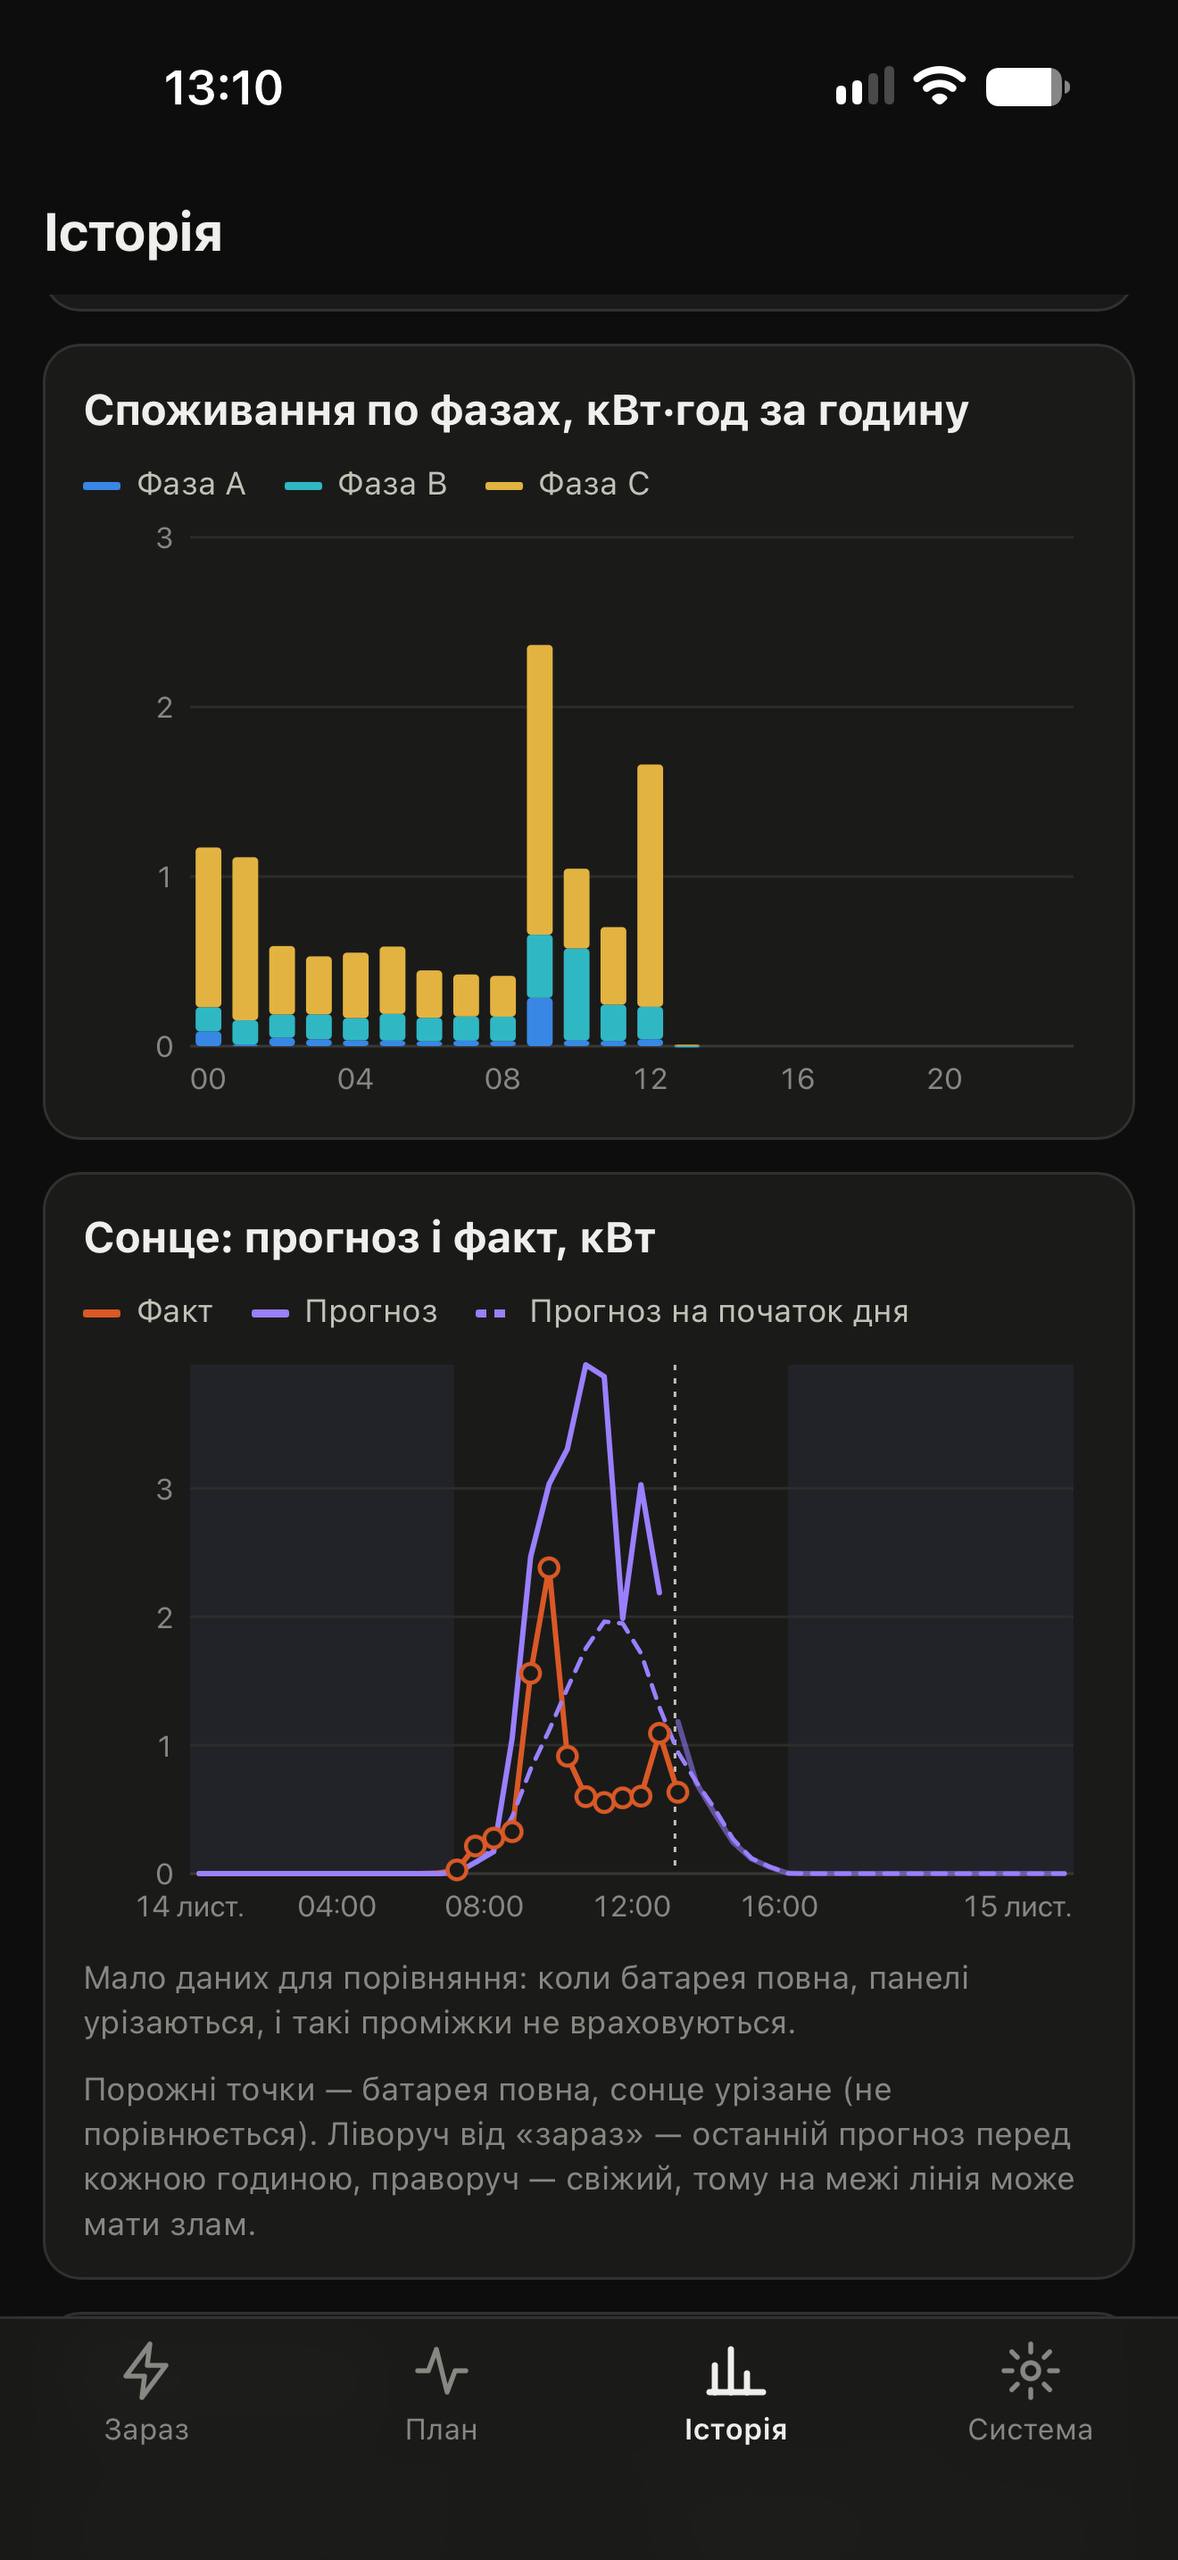 13:10
Історія
Споживання по фазах, кВт·год за годину
Фаза A Фаза B Фаза C
3
2
1
0
00 04 08 12 16 20
Сонце: прогноз і факт, кВт
Факт Прогноз Прогноз на початок дня
3
2
1
0
14 лист. 04:00 08:00 12:00 16:00 15 лист.
Мало даних для порівняння: коли батарея повна, панелі
урізаються, і такі проміжки не враховуються.
Порожні точки — батарея повна, сонце урізане (не
порівнюється). Ліворуч від «зараз» — останній прогноз перед
кожною годиною, праворуч — свіжий, тому на межі лінія може
мати злам.
Зараз План Історія Система